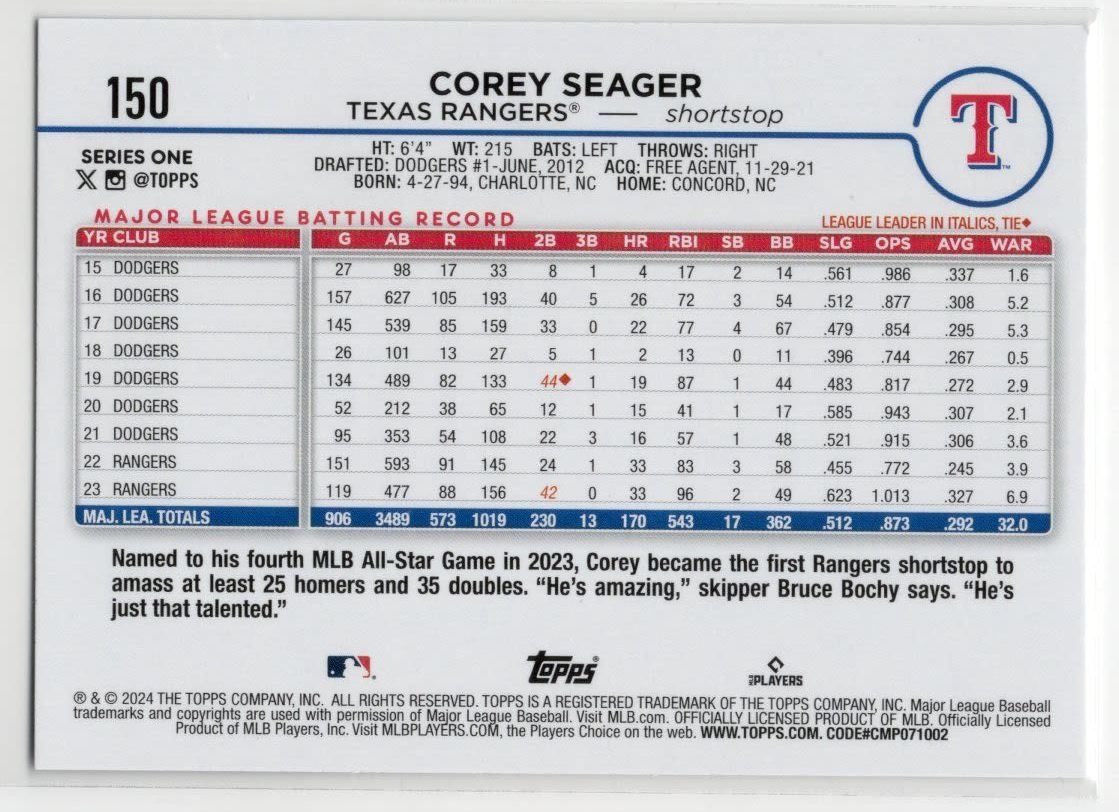 150
COREY SEAGER
TEXAS RANGERS® — shortstop
T
™
SERIES ONE
X @TOPPS
HT: 6'4" WT: 215 BATS: LEFT THROWS: RIGHT
DRAFTED: DODGERS #1-JUNE, 2012 ACQ: FREE AGENT, 11-29-21
BORN: 4-27-94, CHARLOTTE, NC HOME: CONCORD, NC
MAJOR LEAGUE BATTING RECORD LEAGUE LEADER IN ITALICS, TIE♦
YR CLUB G AB R H 2B 3B HR RBI SB BB SLG OPS AVG WAR
15 DODGERS 27 98 17 33 8 1 4 17 2 14 .561 .986 .337 1.6
16 DODGERS 157 627 105 193 40 5 26 72 3 54 .512 .877 .308 5.2
17 DODGERS 145 539 85 159 33 0 22 77 4 67 .479 .854 .295 5.3
18 DODGERS 26 101 13 27 5 1 2 13 0 11 .396 .744 .267 0.5
19 DODGERS 134 489 82 133 44♦ 1 19 87 1 44 .483 .817 .272 2.9
20 DODGERS 52 212 38 65 12 1 15 41 1 17 .585 .943 .307 2.1
21 DODGERS 95 353 54 108 22 3 16 57 1 48 .521 .915 .306 3.6
22 RANGERS 151 593 91 145 24 1 33 83 3 58 .455 .772 .245 3.9
23 RANGERS 119 477 88 156 42 0 33 96 2 49 .623 1.013 .327 6.9
MAJ. LEA. TOTALS 906 3489 573 1019 230 13 170 543 17 362 .512 .873 .292 32.0
Named to his fourth MLB All-Star Game in 2023, Corey became the first Rangers shortstop to
amass at least 25 homers and 35 doubles. “He’s amazing,” skipper Bruce Bochy says. “He’s
just that talented.”
topps®
MLB PLAYERS
® & © 2024 THE TOPPS COMPANY, INC. ALL RIGHTS RESERVED. TOPPS IS A REGISTERED TRADEMARK OF THE TOPPS COMPANY, INC. Major League Baseball
trademarks and copyrights are used with permission of Major League Baseball. Visit MLB.com. OFFICIALLY LICENSED PRODUCT OF MLB. Officially Licensed
Product of MLB Players, Inc. Visit MLBPLAYERS.COM, the Players Choice on the web. WWW.TOPPS.COM. CODE#CMP071002